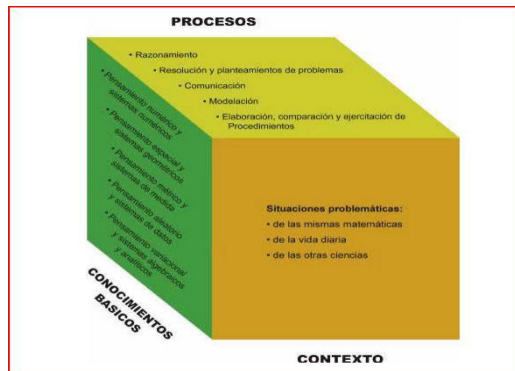 PROCESOS
• Razonamiento
• Resolución y planteamientos de problemas
• Comunicación
• Modelación
• Elaboración, comparación y ejercitación de
Procedimientos
• Pensamiento numérico y
sistemas numéricos
• Pensamiento espacial y
sistemas geométricos
• Pensamiento métrico y
sistemas de medida
• Pensamiento aleatorio
y sistemas de datos
• Pensamiento variacional
y sistemas algebraicos
y analíticos
Situaciones problemáticas:
• de las mismas matemáticas
• de la vida diaria
• de las otras ciencias
CONOCIMIENTOS
BASICOS
CONTEXTO